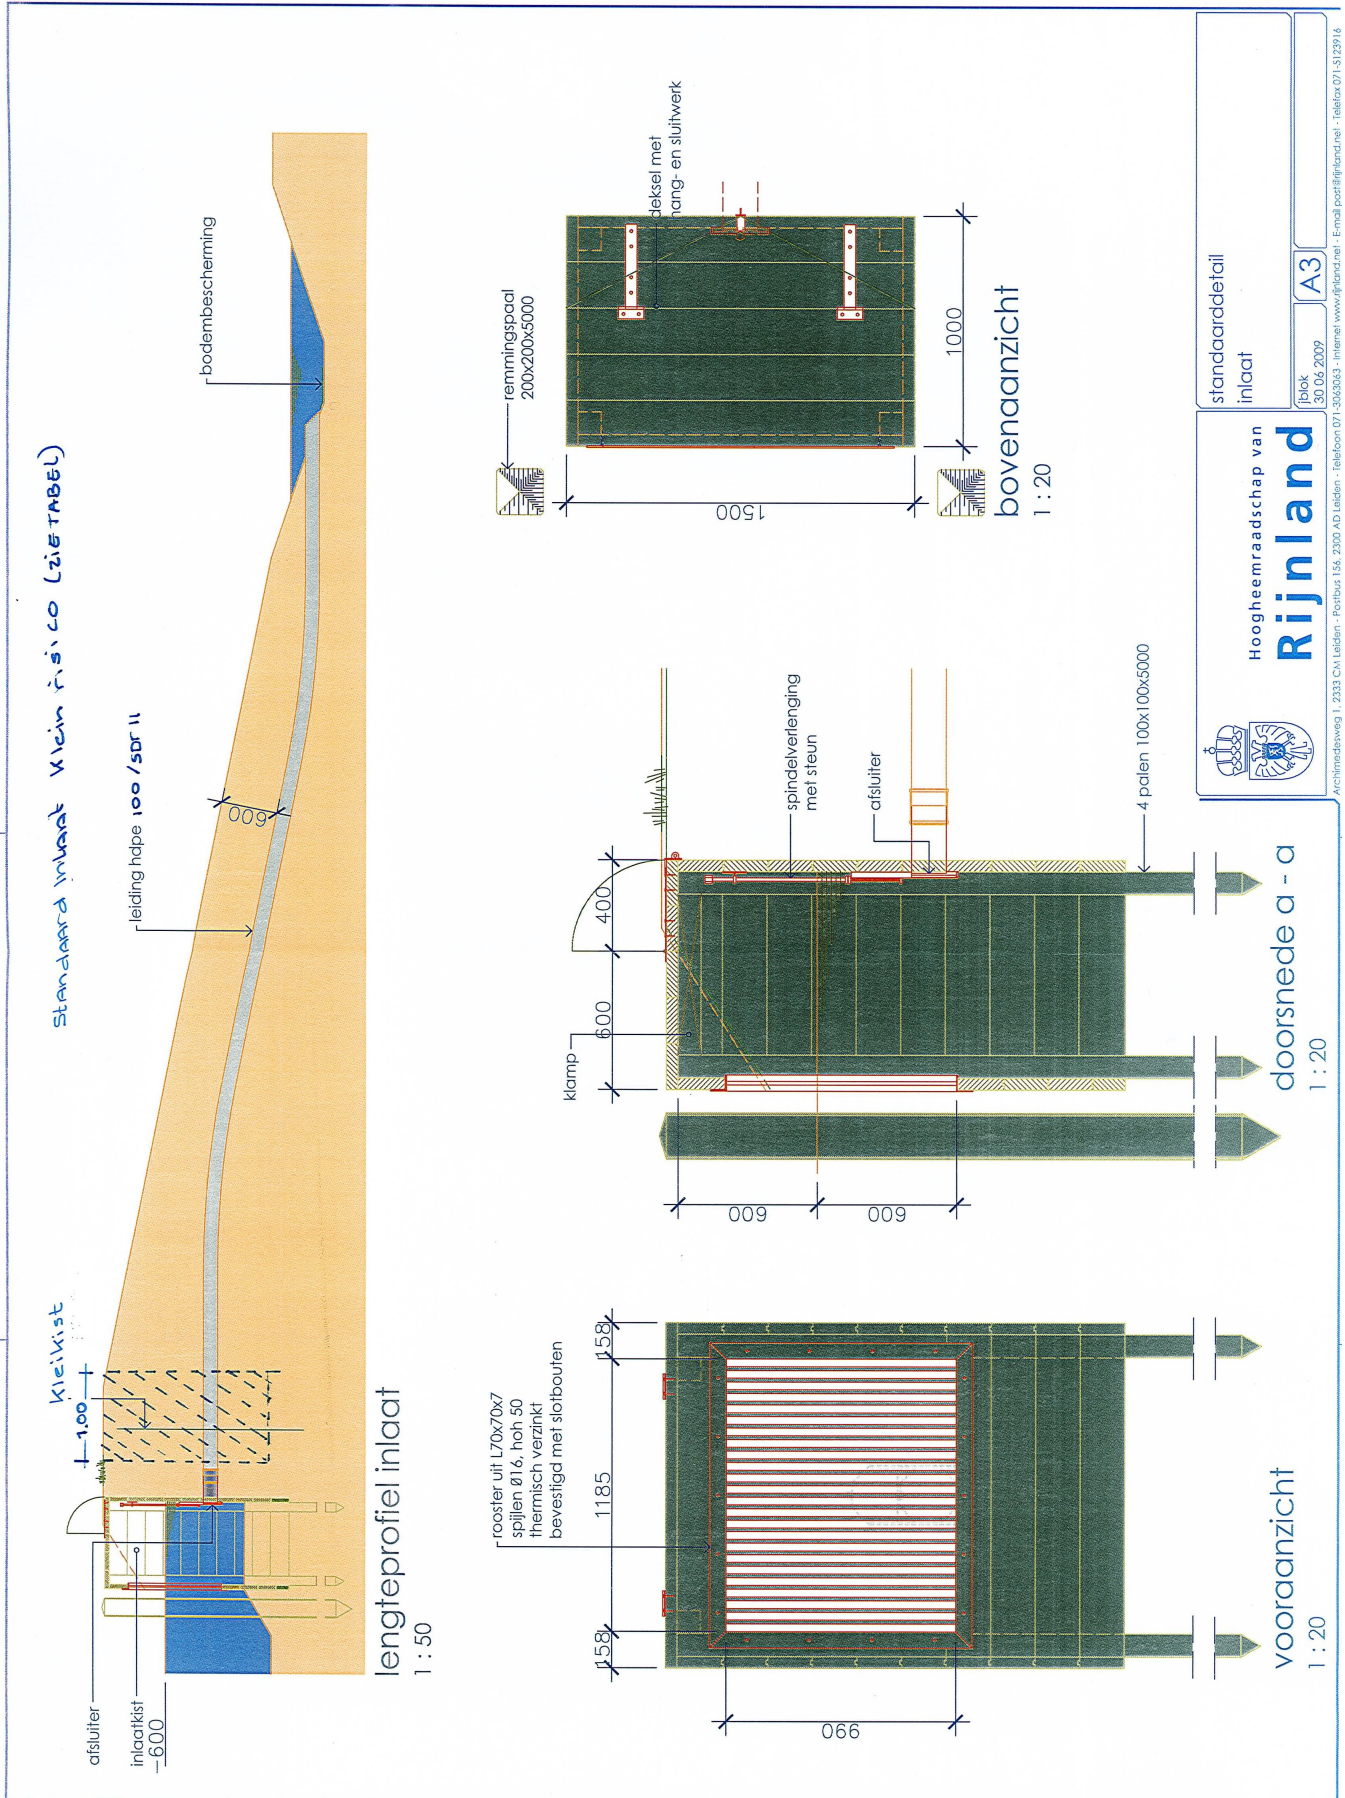 Standaard inlaat klein risico (zie TABEL)
Kleikist
1.00
leiding hdpe 100/SDR 11
600
bodembescherming
afsluiter
inlaatkist
-600
lengteprofiel inlaat
1:50
rooster uit L70x70x7
spijlen Ø16, hoh 50
thermisch verzinkt
bevestigd met slotbouten
158
1185
158
990
vooraanzicht
1:20
klamp
600
400
600
600
spindelverlenging
met steun
afsluiter
4 palen 100x100x5000
doorsnede a - a
1:20
remmingspaal
200x200x5000
deksel met
hang- en sluitwerk
1500
1000
bovenaanzicht
1:20
Hoogheemraadschap van
Rijnland
standaarddetail
inlaat
jblok
30 06 2009
A3
Archimedesweg 1, 2333 CM Leiden - Postbus 156, 2300 AD Leiden - Telefoon 071-3063063 - Internet www.rijnland.net - E-mail post@rijnland.net - Telefax 071-5123916